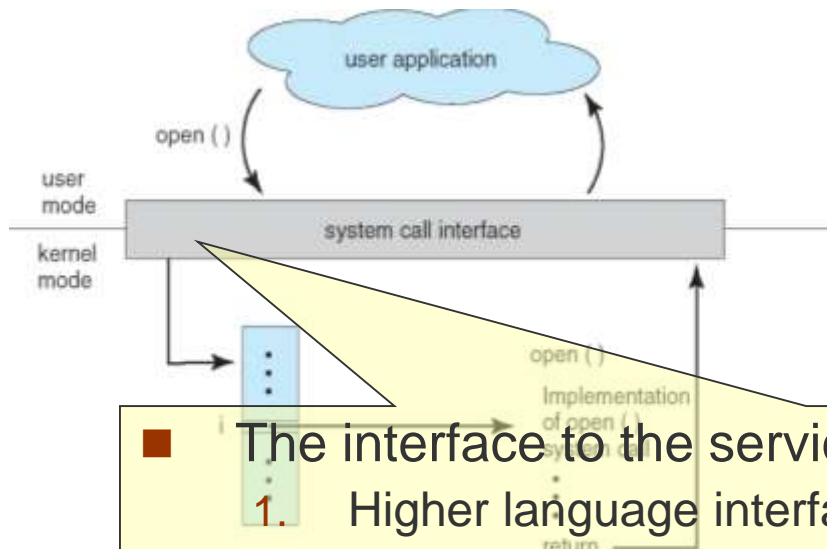 user application
open ( )
user
mode
system call interface
kernel
mode
open ( )
Implementation
of open ( )
system call
i
■ The interface to the servi
1. Higher language interfa
return